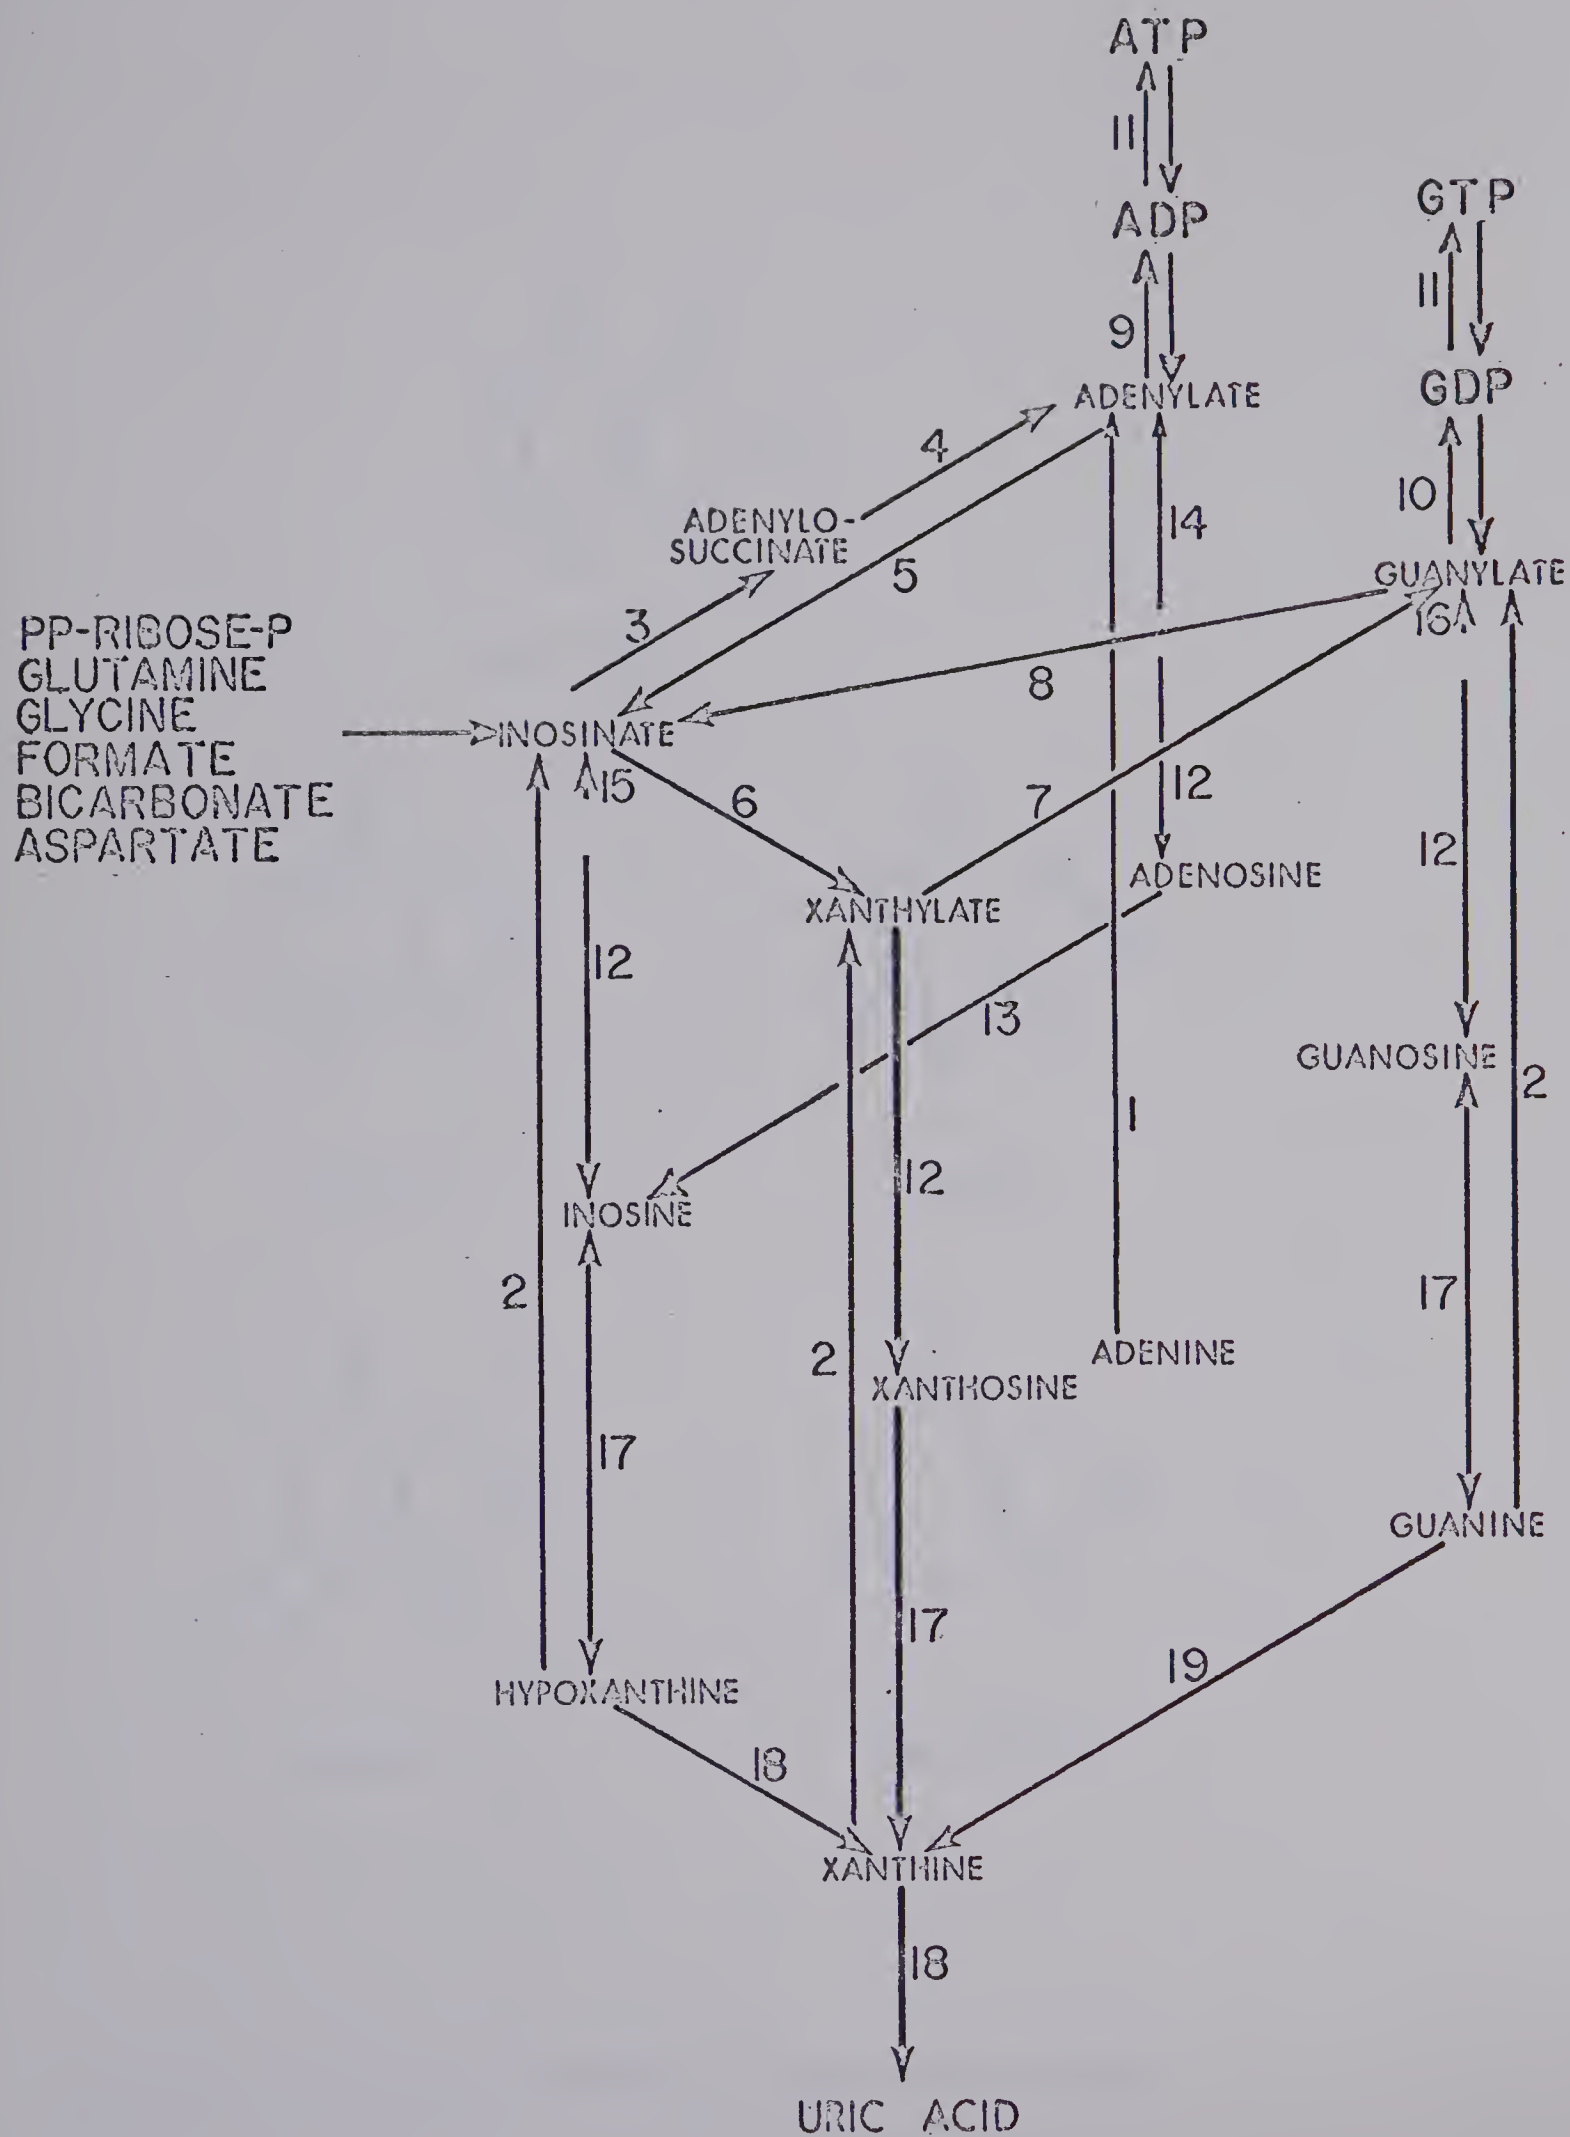 ATP
11
ADP
GTP
11
9
GDP
ADENYLATE
4
10
14
ADENYLO-
SUCCINATE
5
GUANYLATE
16
3
PP-RIBOSE-P
GLUTAMINE
GLYCINE
FORMATE
BICARBONATE
ASPARTATE
8
INOSINATE
15
6
7
12
12
ADENOSINE
XANTHYLATE
12
13
GUANOSINE
2
1
12
INOSINE
2
17
2
ADENINE
XANTHOSINE
17
GUANINE
17
19
HYPOXANTHINE
18
XANTHINE
18
URIC ACID